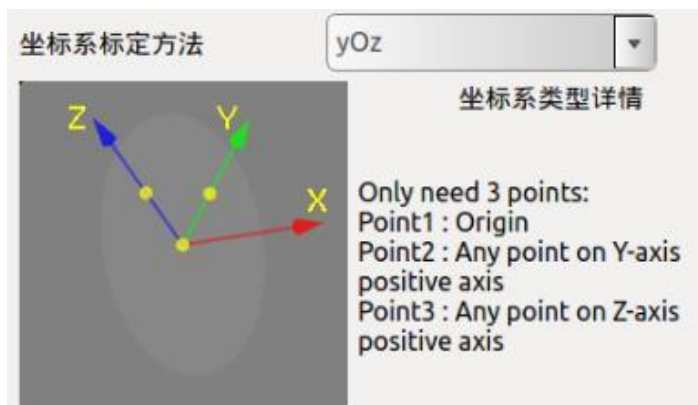 坐标系标定方法
yOz
坐标系类型详情
Z
Y
X
Only need 3 points:
Point1 : Origin
Point2 : Any point on Y-axis
positive axis
Point3 : Any point on Z-axis
positive axis